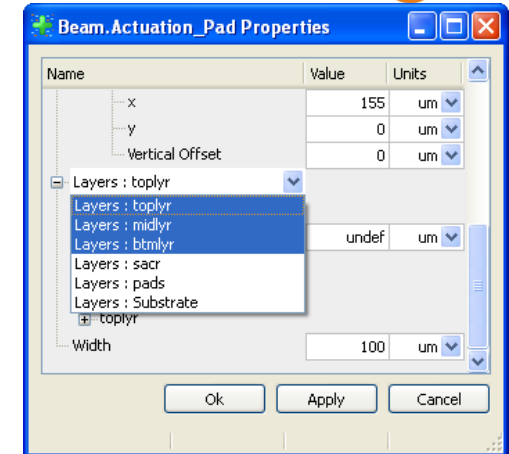 Beam.Actuation_Pad Properties
Name Value Units
x 155 um
y 0 um
Vertical Offset 0 um
Layers : toplyr
Layers : toplyr
Layers : midlyr
Layers : btmlyr undef um
Layers : sacr
Layers : pads
Layers : Substrate
toplyr
Width 100 um
Ok Apply Cancel